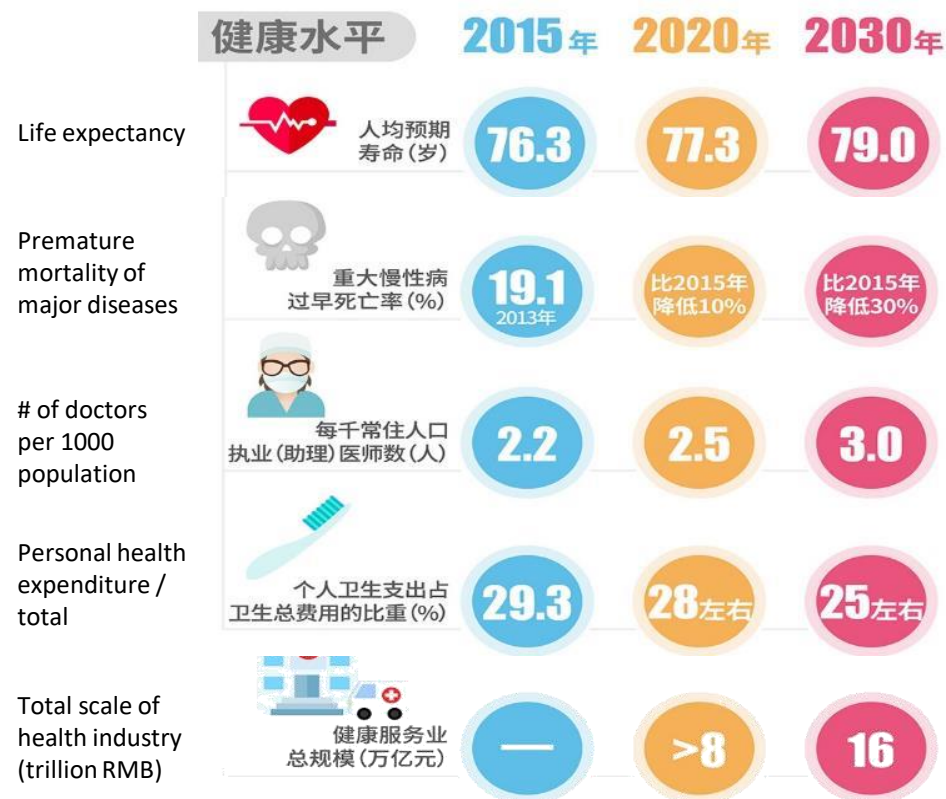 健康水平 2015年 2020年 2030年
Life expectancy
人均预期
寿命(岁)
76.3 77.3 79.0
Premature
mortality of
major diseases
重大慢性病
过早死亡率(%)
19.1
2013年
比2015年
降低10%
比2015年
降低30%
# of doctors
per 1000
population
每千常住人口
执业(助理)医师数(人)
2.2 2.5 3.0
Personal health
expenditure /
total
个人卫生支出占
卫生总费用的比重(%)
29.3 28左右 25左右
Total scale of
health industry
(trillion RMB)
健康服务业
总规模(万亿元)
— >8 16